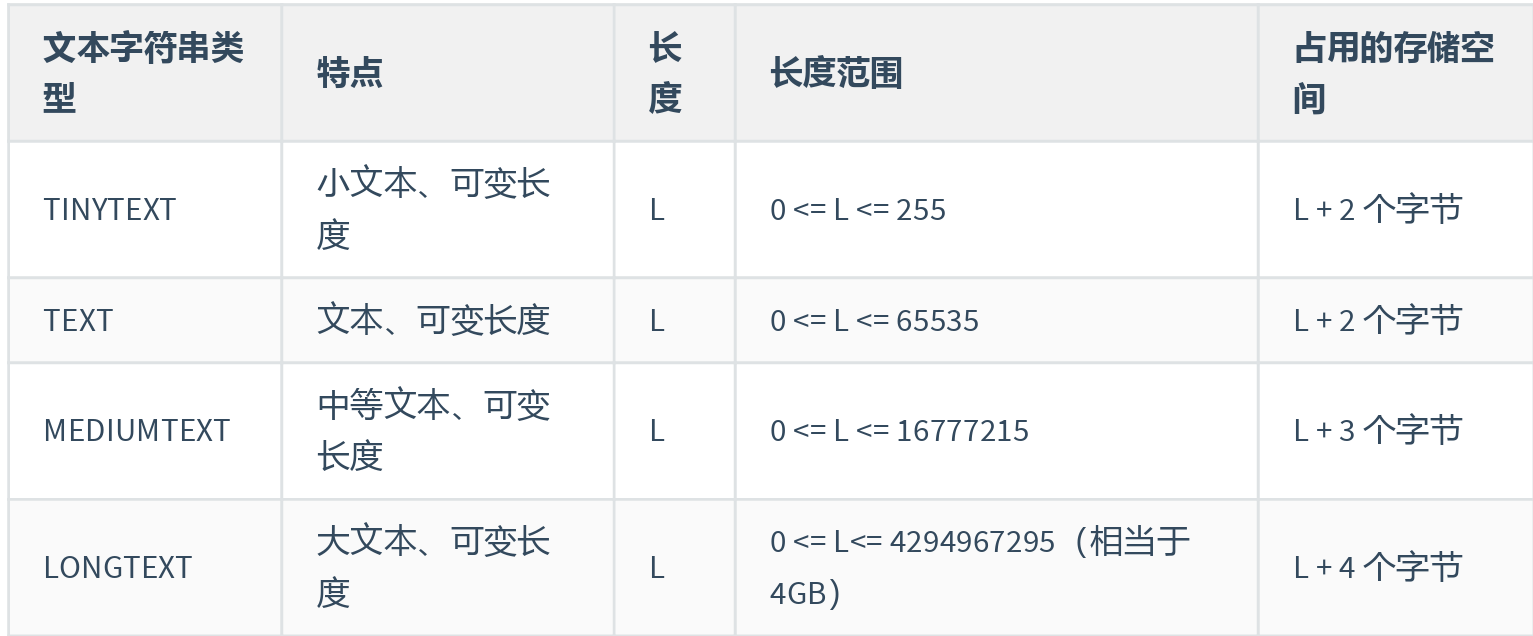 文本字符串类
型
特点
长
度
长度范围
占用的存储空
间
TINYTEXT
小文本、可变长
度
L
0 <= L <= 255
L + 2 个字节
TEXT
文本、可变长度
L
0 <= L <= 65535
L + 2 个字节
MEDIUMTEXT
中等文本、可变
长度
L
0 <= L <= 16777215
L + 3 个字节
LONGTEXT
大文本、可变长
度
L
0 <= L<= 4294967295（相当于
4GB）
L + 4 个字节